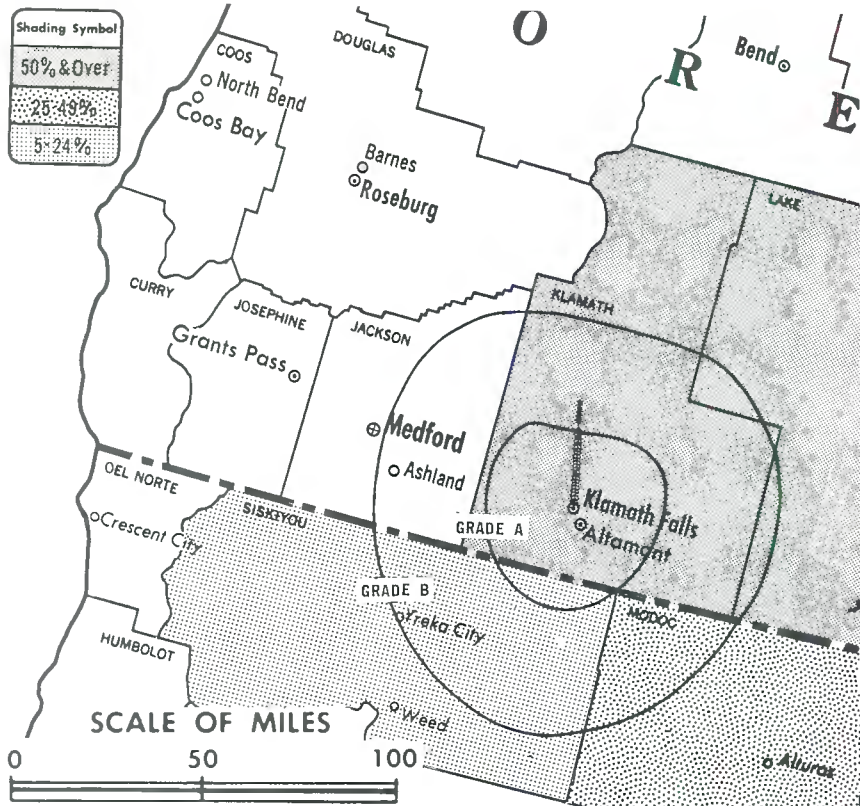 Shading Symbol
50% & Over
25-49%
5-24%
O
R
E
Bend
DOUGLAS
COOS
North Bend
Coos Bay
Barnes
Roseburg
LAKE
CURRY
JOSEPHINE
JACKSON
KLAMATH
Grants Pass
Medford
Ashland
Klamath Falls
Altamont
GRADE A
OEL NORTE
SISKIYOU
Crescent City
GRADE B
Yreka City
MODOC
HUMBOLOT
Weed
Alturas
SCALE OF MILES
0 50 100